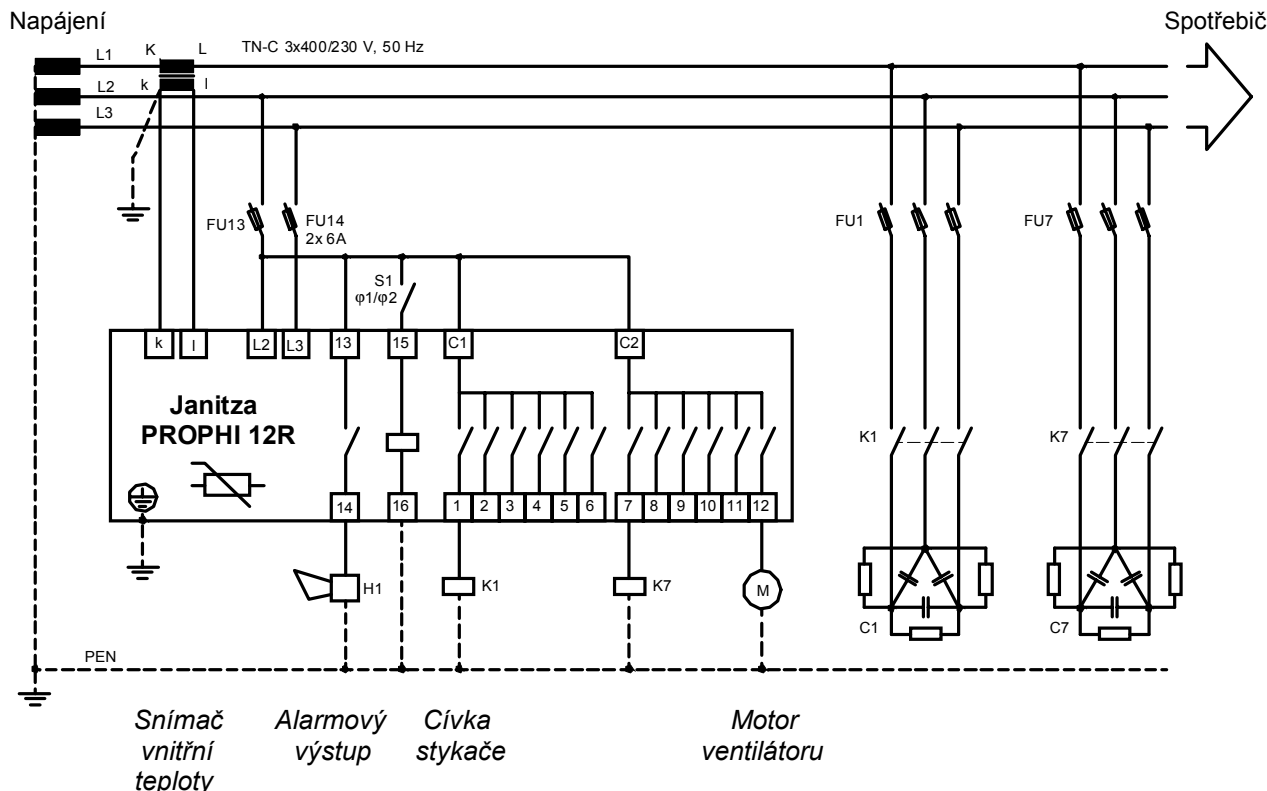 Napájení
Spotřebič
L1
K
L
TN-C 3x400/230 V, 50 Hz
L2
k
l
L3
FU13
FU14
2x 6A
FU1
FU7
S1
φ1/φ2
k
l
L2
L3
13
15
C1
C2
Janitza
PROPHI 12R
K1
K7
14
16
1
2
3
4
5
6
7
8
9
10
11
12
H1
K1
K7
M
C1
C7
PEN
Snímač
vnitřní
teploty
Alarmový
výstup
Cívka
stykače
Motor
ventilátoru